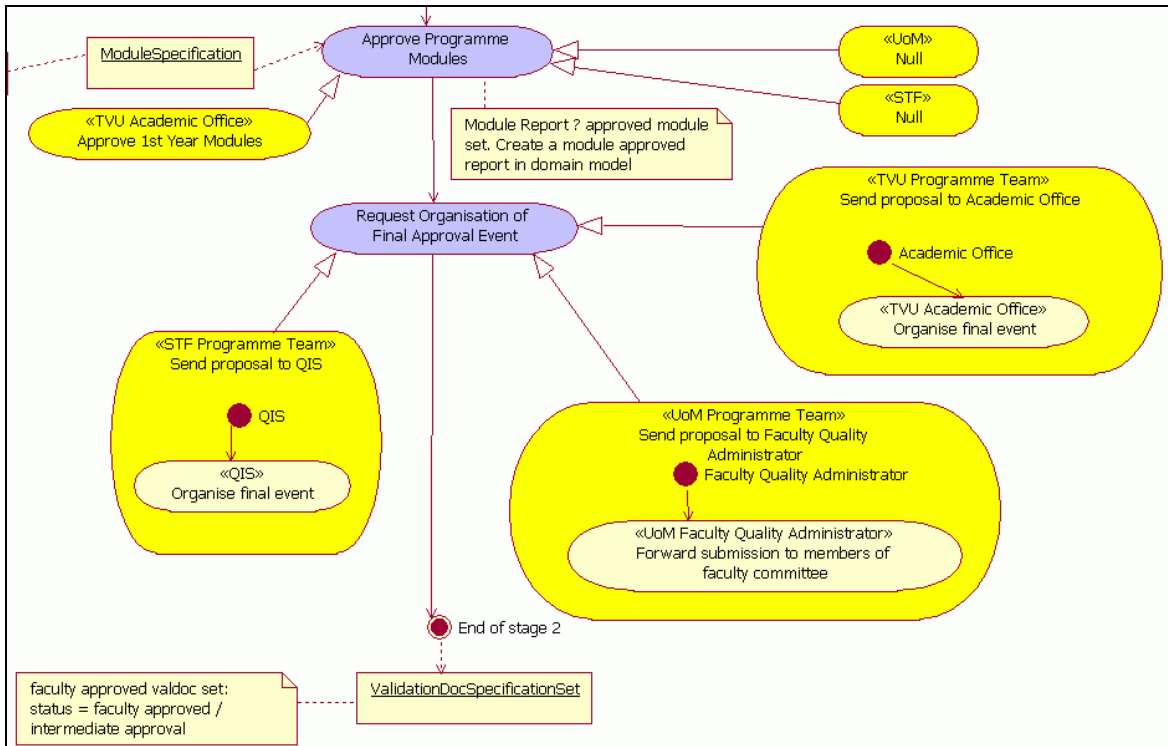 ModuleSpecification
Approve Programme
Modules
«UoM»
Null
«STF»
Null
«TVU Academic Office»
Approve 1st Year Modules
Module Report ? approved module
set. Create a module approved
report in domain model
Request Organisation of
Final Approval Event
«TVU Programme Team»
Send proposal to Academic Office
Academic Office
«TVU Academic Office»
Organise final event
«STF Programme Team»
Send proposal to QIS
QIS
«QIS»
Organise final event
«UoM Programme Team»
Send proposal to Faculty Quality
Administrator
Faculty Quality Administrator
«UoM Faculty Quality Administrator»
Forward submission to members of
faculty committee
End of stage 2
faculty approved valdoc set:
status = faculty approved /
intermediate approval
ValidationDocSpecificationSet